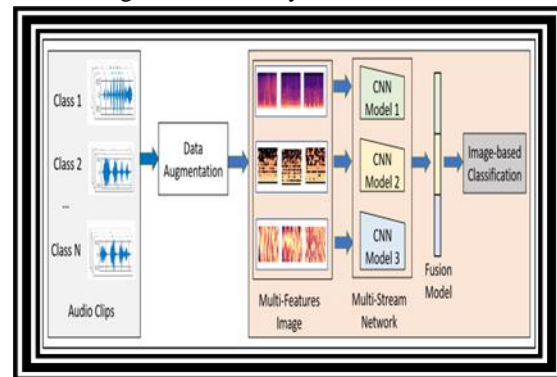 Class 1
Class 2
...
Class N
Audio Clips
Data
Augmentation
Multi-Features
Image
CNN
Model 1
CNN
Model 2
CNN
Model 3
Multi-Stream
Network
Fusion
Model
Image-based
Classification